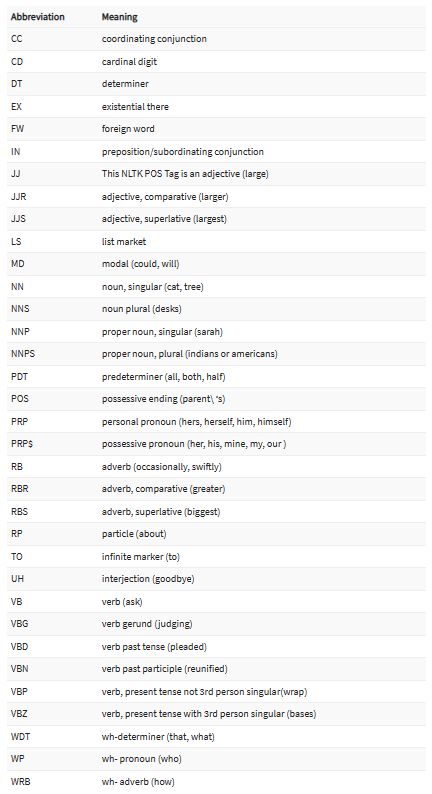 Abbreviation Meaning
CC coordinating conjunction
CD cardinal digit
DT determiner
EX existential there
FW foreign word
IN preposition/subordinating conjunction
JJ This NLTK POS Tag is an adjective (large)
JJR adjective, comparative (larger)
JJS adjective, superlative (largest)
LS list market
MD modal (could, will)
NN noun, singular (cat, tree)
NNS noun plural (desks)
NNP proper noun, singular (sarah)
NNPS proper noun, plural (indians or americans)
PDT predeterminer (all, both, half)
POS possessive ending (parent\ 's)
PRP personal pronoun (hers, herself, him, himself)
PRP$ possessive pronoun (her, his, mine, my, our )
RB adverb (occasionally, swiftly)
RBR adverb, comparative (greater)
RBS adverb, superlative (biggest)
RP particle (about)
TO infinite marker (to)
UH interjection (goodbye)
VB verb (ask)
VBG verb gerund (judging)
VBD verb past tense (pleaded)
VBN verb past participle (reunified)
VBP verb, present tense not 3rd person singular(wrap)
VBZ verb, present tense with 3rd person singular (bases)
WDT wh-determiner (that, what)
WP wh- pronoun (who)
WRB wh- adverb (how)